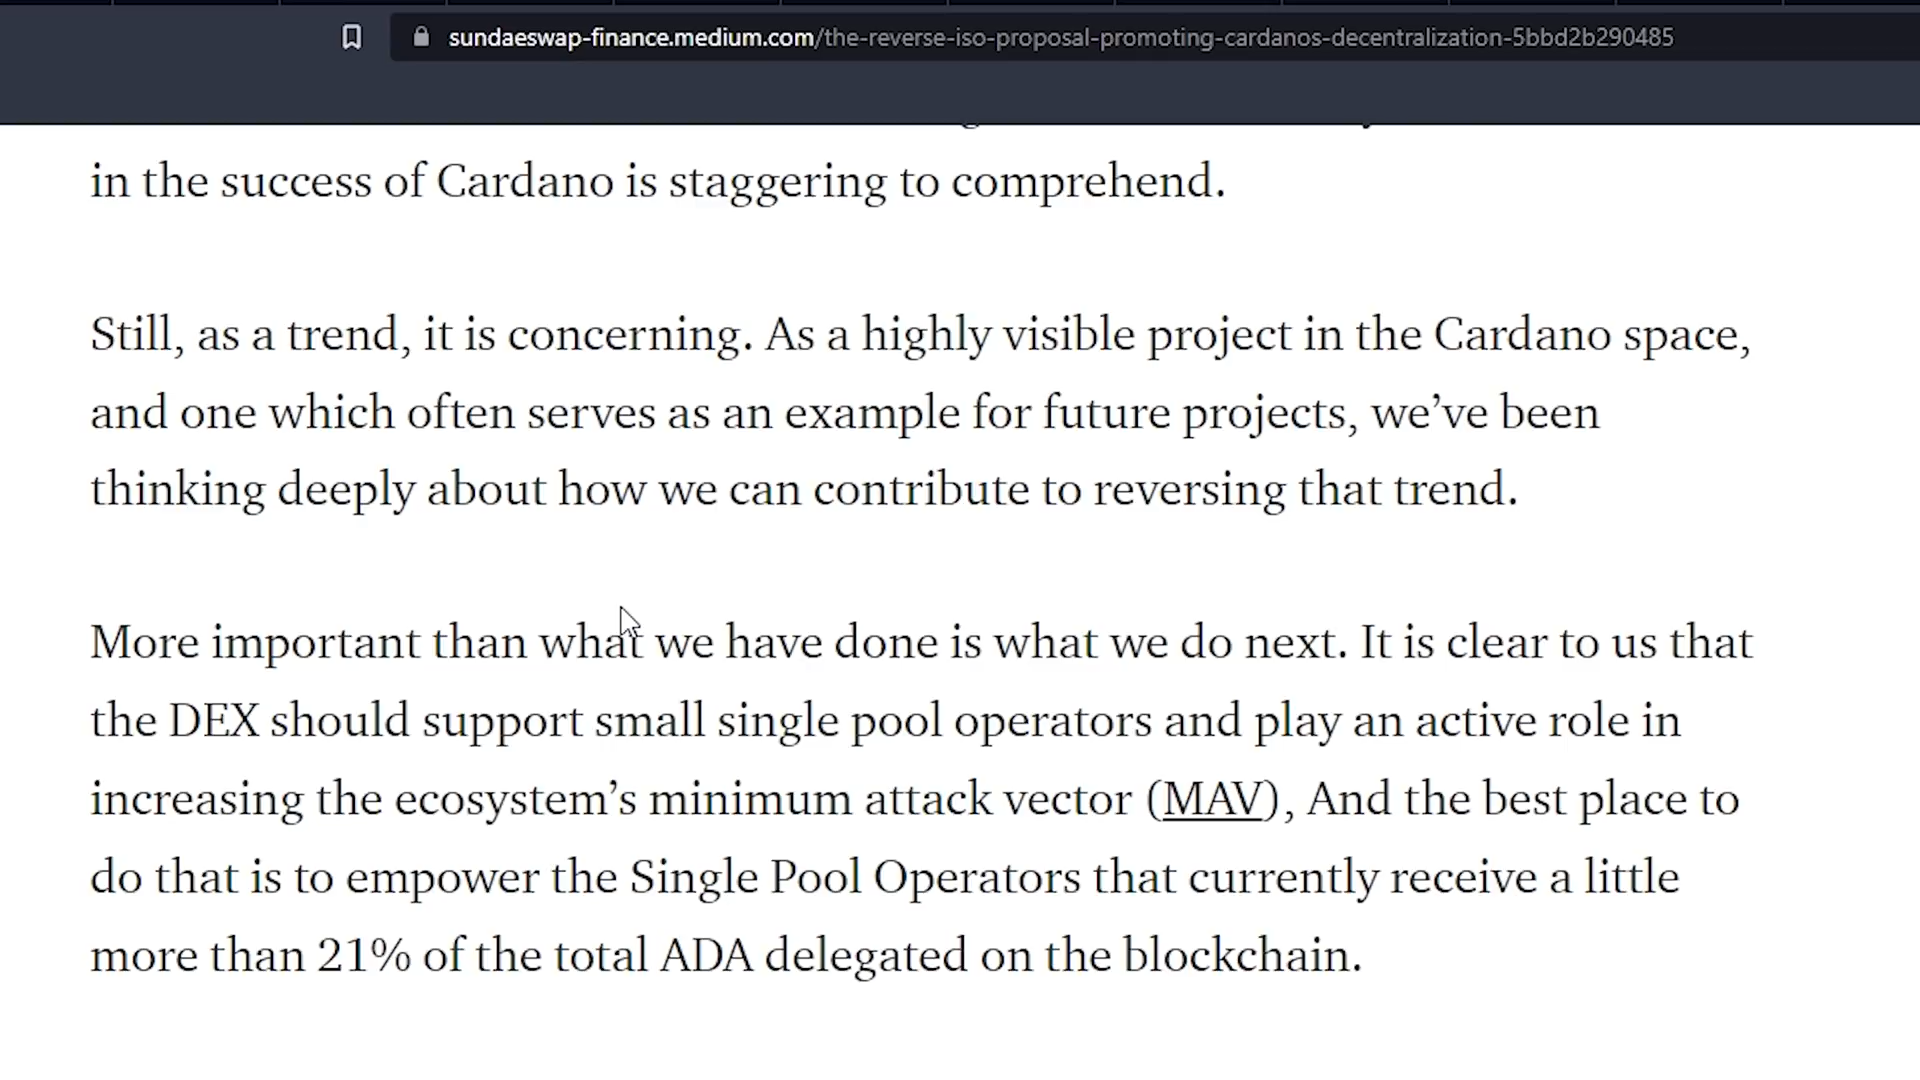 sundaeswap-finance.medium.com/the-reverse-iso-proposal-promoting-cardanos-decentralization-5bbd2b290485
in the success of Cardano is staggering to comprehend.
Still, as a trend, it is concerning. As a highly visible project in the Cardano space,
and one which often serves as an example for future projects, we’ve been
thinking deeply about how we can contribute to reversing that trend.
More important than what we have done is what we do next. It is clear to us that
the DEX should support small single pool operators and play an active role in
increasing the ecosystem’s minimum attack vector (MAV), And the best place to
do that is to empower the Single Pool Operators that currently receive a little
more than 21% of the total ADA delegated on the blockchain.